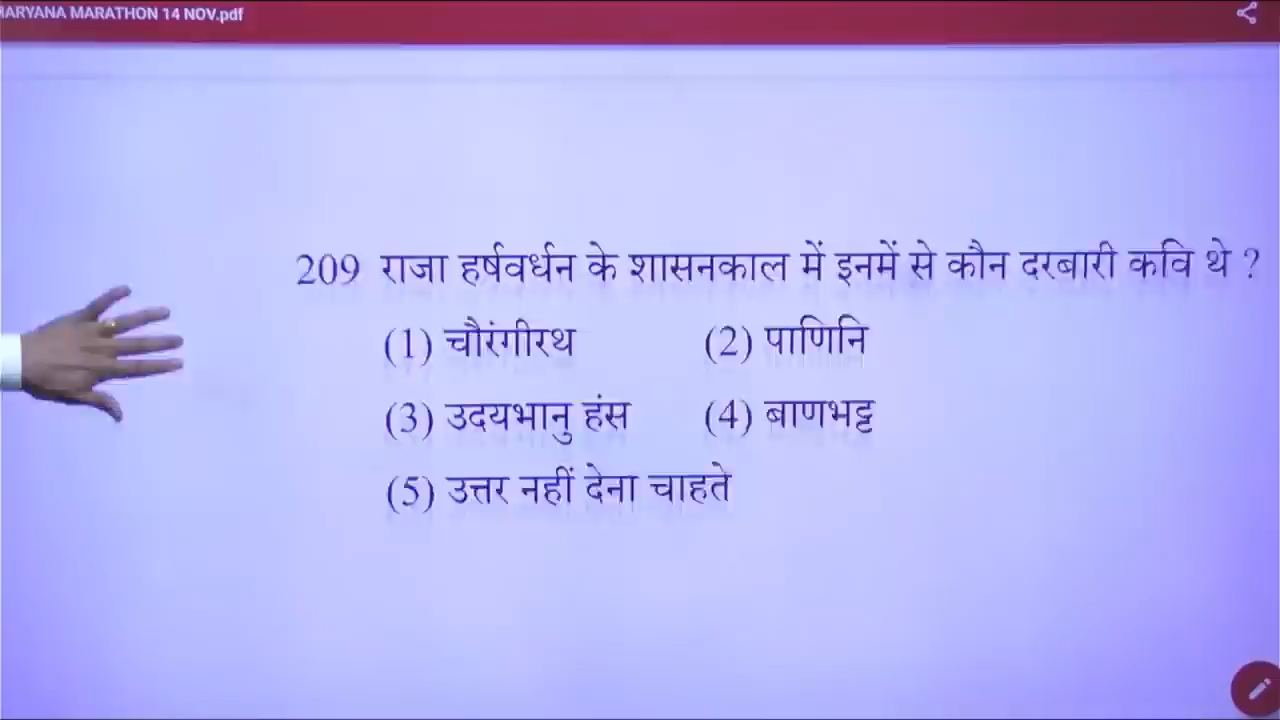 HARYANA MARATHON 14 NOV.pdf
209 राजा हर्षवर्धन के शासनकाल में इनमें से कौन दरबारी कवि थे ?
(1) चौरंगीरथ (2) पाणिनि
(3) उदयभानु हंस (4) बाणभट्ट
(5) उत्तर नहीं देना चाहते